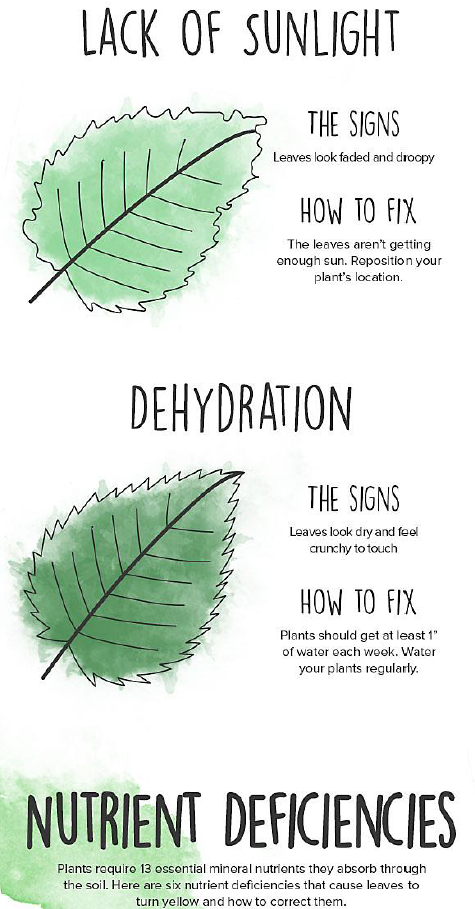 LACK OF SUNLIGHT
THE SIGNS
Leaves look faded and droopy
HOW TO FIX
The leaves aren't getting
enough sun. Reposition your
plant's location.
DEHYDRATION
THE SIGNS
Leaves look dry and feel
crunchy to touch
HOW TO FIX
Plants should get at least 1"
of water each week. Water
your plants regularly.
NUTRIENT DEFICIENCIES
Plants require 13 essential mineral nutrients they absorb through
the soil. Here are six nutrient deficiencies that cause leaves to
turn yellow and how to correct them.